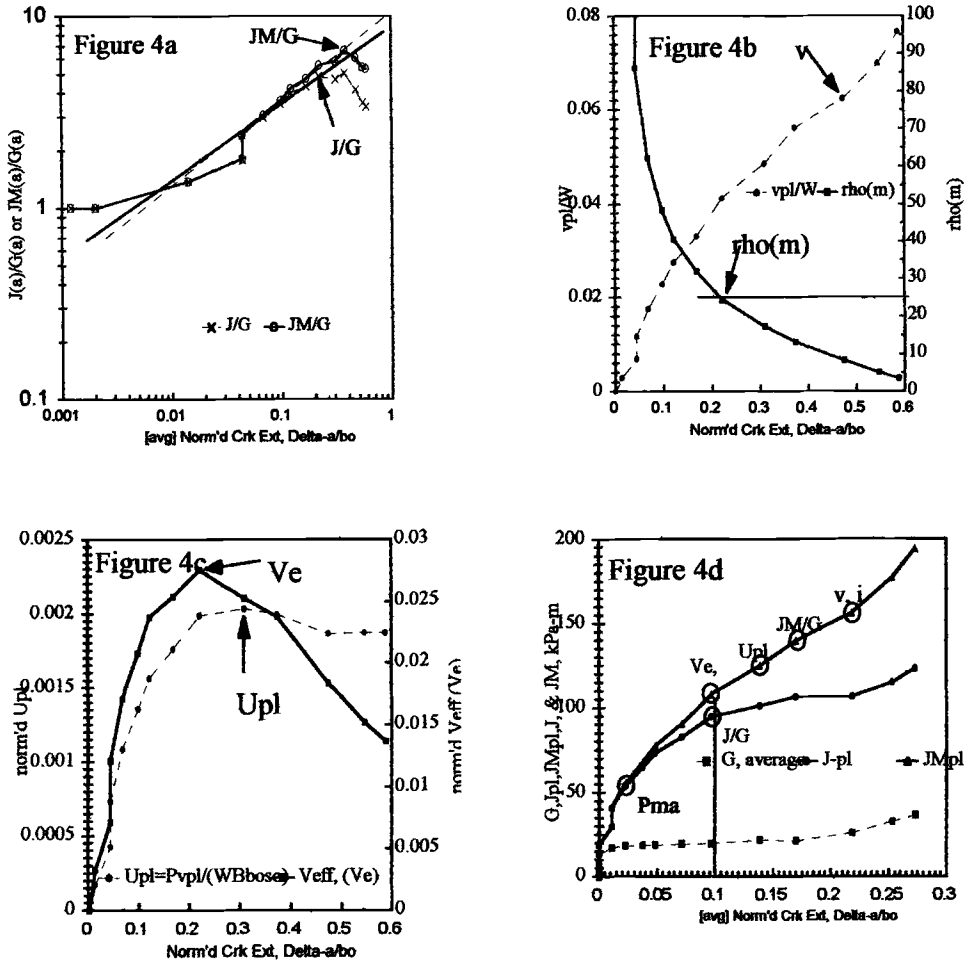 Figure 4a
JM/G
J/G
J(a)/G(a) or JM(a)/G(a)
10
1
0.1
J/G JM/G
0.001 0.01 0.1 1
[avg] Norm'd Crk Ext, Delta-a/bo
Figure 4b
v
rho(m)
vpl/W
0.08
0.06
0.04
0.02
0
vpl/W rho(m)
100
90
80
70
60
50
40
30
20
10
0
rho(m)
0 0.1 0.2 0.3 0.4 0.5 0.6
Norm'd Crk Ext, Delta-a/bo
Figure 4c
Ve
Upl
norm'd Upl
0.0025
0.002
0.0015
0.001
0.0005
0
Upl=Pvpl/(WBboso) Veff, (Ve)
0.03
0.025
0.02
0.015
0.01
0.005
0
norm'd Veff (Ve)
0 0.1 0.2 0.3 0.4 0.5 0.6
Norm'd Crk Ext, Delta-a/bo
Figure 4d
G,Jpl,JMpl,J, & JM, kPa-m
200
150
100
50
0
v, j
JM/G
Upl
Ve,
J/G
Pma
G, average J-pl JMpl
0 0.05 0.1 0.15 0.2 0.25 0.3
[avg] Norm'd Crk Ext, Delta-a/bo